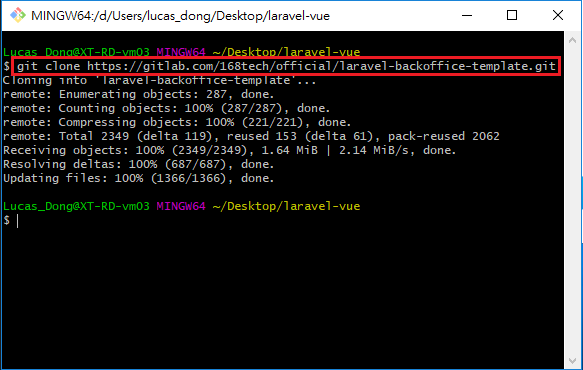 MINGW64:/d/Users/lucas_dong/Desktop/laravel-vue
Lucas_Dong@XT-RD-vm03 MINGW64 ~/Desktop/laravel-vue
$ git clone https://gitlab.com/168tech/official/laravel-backoffice-template.git
Cloning into 'laravel-backoffice-template'...
remote: Enumerating objects: 287, done.
remote: Counting objects: 100% (287/287), done.
remote: Compressing objects: 100% (221/221), done.
remote: Total 2349 (delta 119), reused 153 (delta 61), pack-reused 2062
Receiving objects: 100% (2349/2349), 1.64 MiB | 2.14 MiB/s, done.
Resolving deltas: 100% (687/687), done.
Updating files: 100% (1366/1366), done.
Lucas_Dong@XT-RD-vm03 MINGW64 ~/Desktop/laravel-vue
$